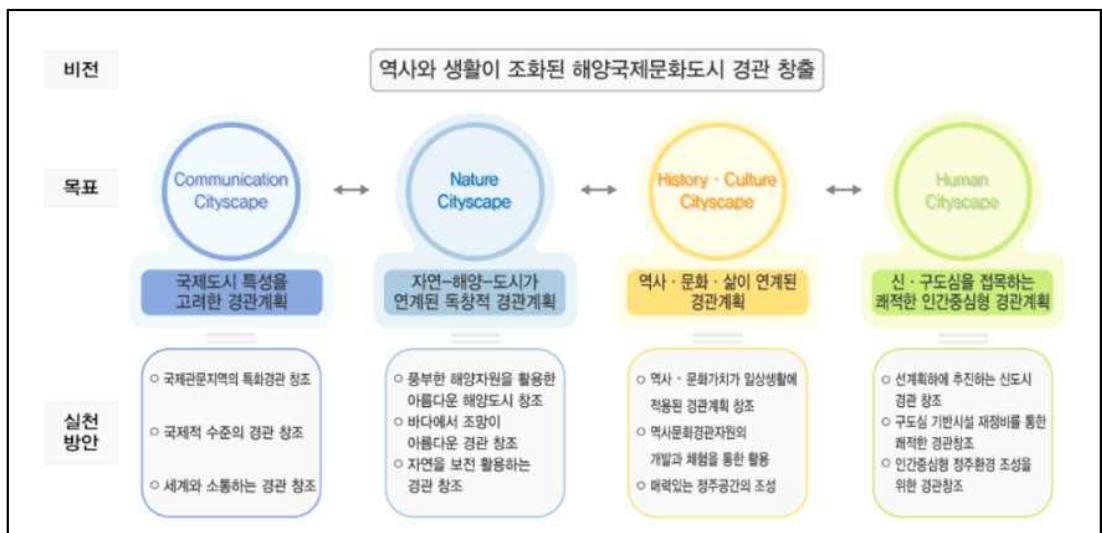 비전
역사와 생활이 조화된 해양국제문화도시 경관 창출
목표
Communication
Cityscape
Nature
Cityscape
History · Culture
Cityscape
Human
Cityscape
국제도시 특성을
고려한 경관계획
자연-해양-도시가
연계된 독창적 경관계획
역사 · 문화 · 삶이 연계된
경관계획
신 · 구도심을 접목하는
쾌적한 인간중심형 경관계획
실천
방안
○ 국제관문지역의 특화경관 창조
○ 국제적 수준의 경관 창조
○ 세계와 소통하는 경관 창조
○ 풍부한 해양자원을 활용한
아름다운 해양도시 창조
○ 바다에서 조망이
아름다운 경관 창조
○ 자연을 보전 활용하는
경관 창조
○ 역사 · 문화가치가 일상생활에
적용된 경관계획 창조
○ 역사문화경관자원의
개발과 체험을 통한 활용
○ 매력있는 정주공간의 조성
○ 선계획하에 추진하는 신도시
경관 창조
○ 구도심 기반시설 재정비를 통한
쾌적한 경관창조
○ 인간중심형 정주환경 조성을
위한 경관창조